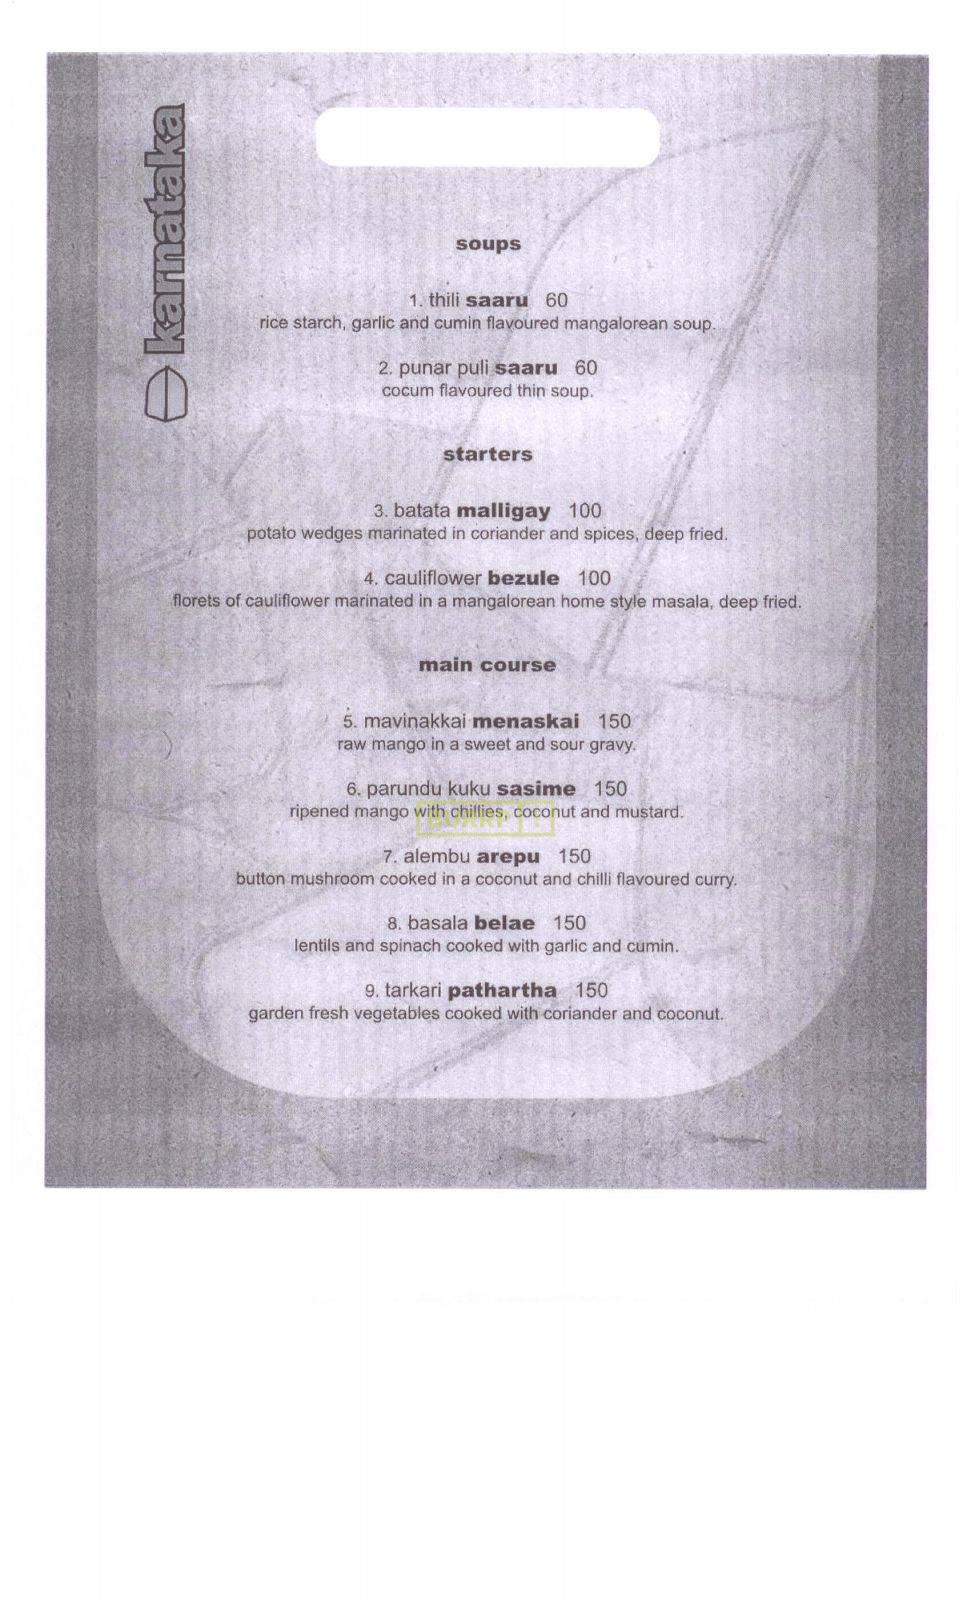 karnataka
soups
1. thili saaru 60
rice starch, garlic and cumin flavoured mangalorean soup.
2. punar puli saaru 60
cocum flavoured thin soup.
starters
3. batata malligay 100
potato wedges marinated in coriander and spices, deep fried.
4. cauliflower bezule 100
florets of cauliflower marinated in a mangalorean home style masala, deep fried.
main course
5. mavinakkai menaskai 150
raw mango in a sweet and sour gravy.
6. parundu kuku sasime 150
ripened mango with chillies, coconut and mustard.
BURRP !
7. alembu arepu 150
button mushroom cooked in a coconut and chilli flavoured curry.
8. basala belae 150
lentils and spinach cooked with garlic and cumin.
9. tarkari pathartha 150
garden fresh vegetables cooked with coriander and coconut.